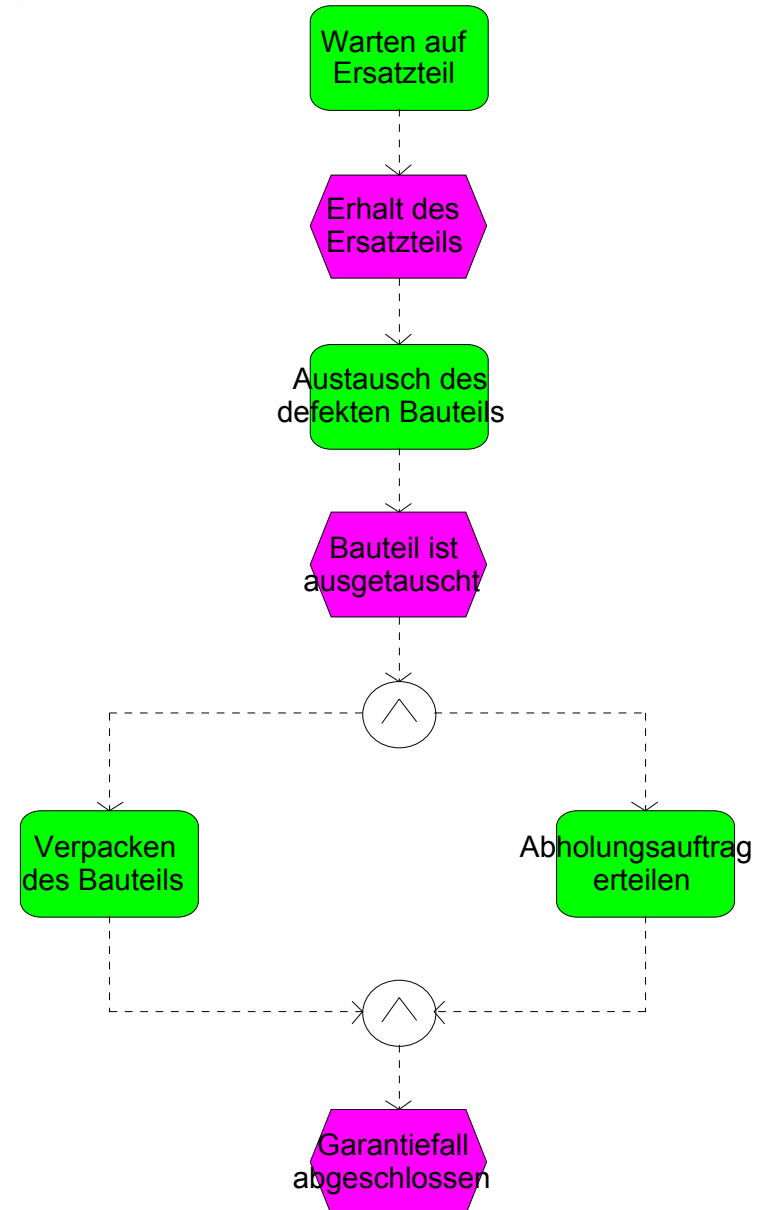 Warten auf
Ersatzteil
Erhalt des
Ersatzteils
Austausch des
defekten Bauteils
Bauteil ist
ausgetauscht
Verpacken
des Bauteils
Abholungsauftrag
erteilen
Garantiefall
abgeschlossen